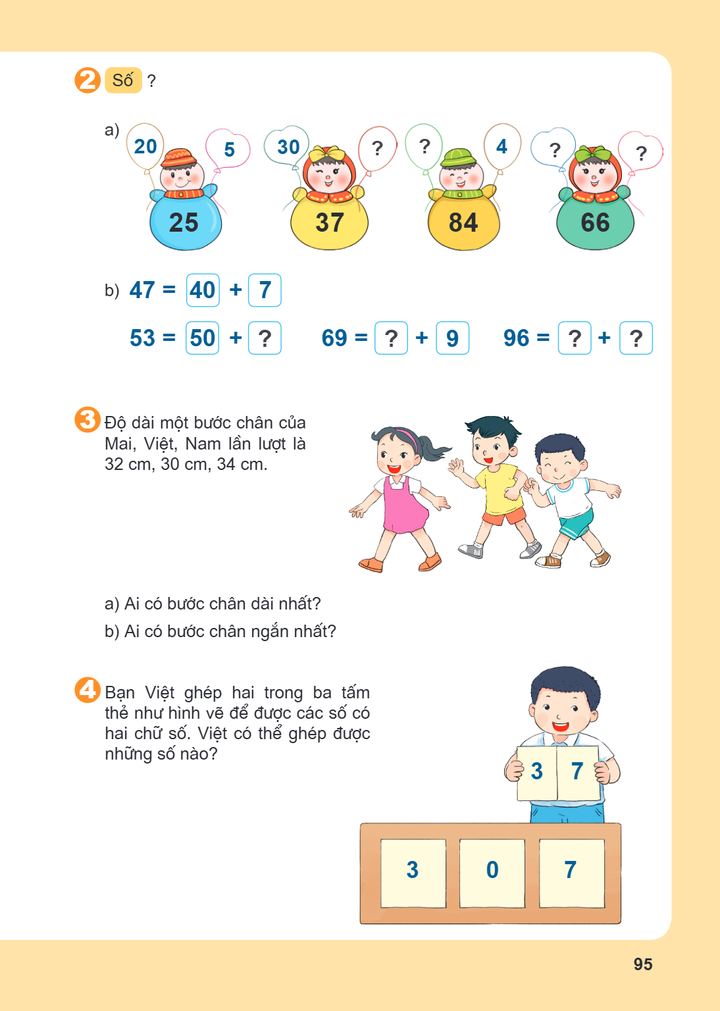 2 Số ?
a) 20 5 30 ? ? 4 ? ?
25 37 84 66
b) 47 = 40 + 7
53 = 50 + ? 69 = ? + 9 96 = ? + ?
3 Độ dài một bước chân của
Mai, Việt, Nam lần lượt là
32 cm, 30 cm, 34 cm.
a) Ai có bước chân dài nhất?
b) Ai có bước chân ngắn nhất?
4 Bạn Việt ghép hai trong ba tấm
thẻ như hình vẽ để được các số có
hai chữ số. Việt có thể ghép được
những số nào?
3 7
3 0 7
95